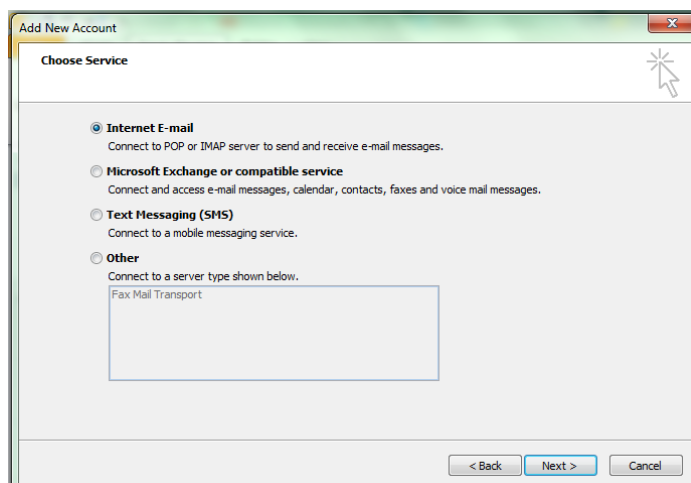 Add New Account
Choose Service
Internet E-mail
Connect to POP or IMAP server to send and receive e-mail messages.
Microsoft Exchange or compatible service
Connect and access e-mail messages, calendar, contacts, faxes and voice mail messages.
Text Messaging (SMS)
Connect to a mobile messaging service.
Other
Connect to a server type shown below.
Fax Mail Transport
< Back Next > Cancel